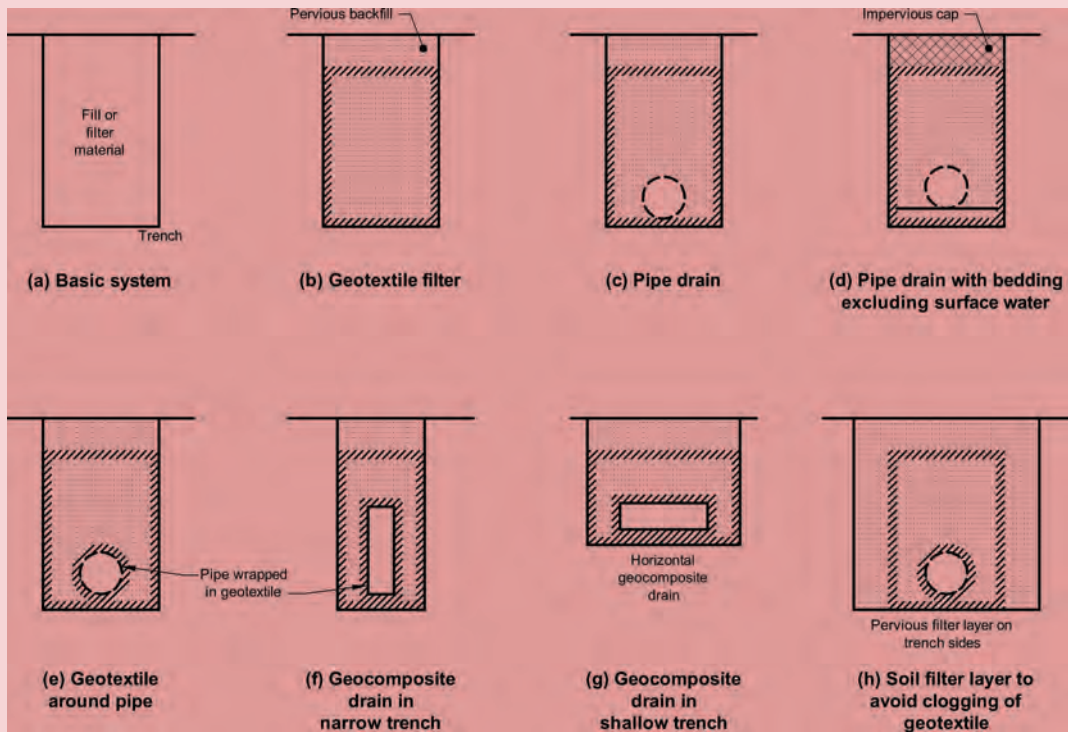 Pervious backfill
Impervious cap
Fill or
filter
material
Trench
(a) Basic system
(b) Geotextile filter
(c) Pipe drain
(d) Pipe drain with bedding
excluding surface water
Pipe wrapped
in geotextile
Horizontal
geocomposite
drain
Pervious filter layer on
trench sides
(e) Geotextile
around pipe
(f) Geocomposite
drain in
narrow trench
(g) Geocomposite
drain in
shallow trench
(h) Soil filter layer to
avoid clogging of
geotextile